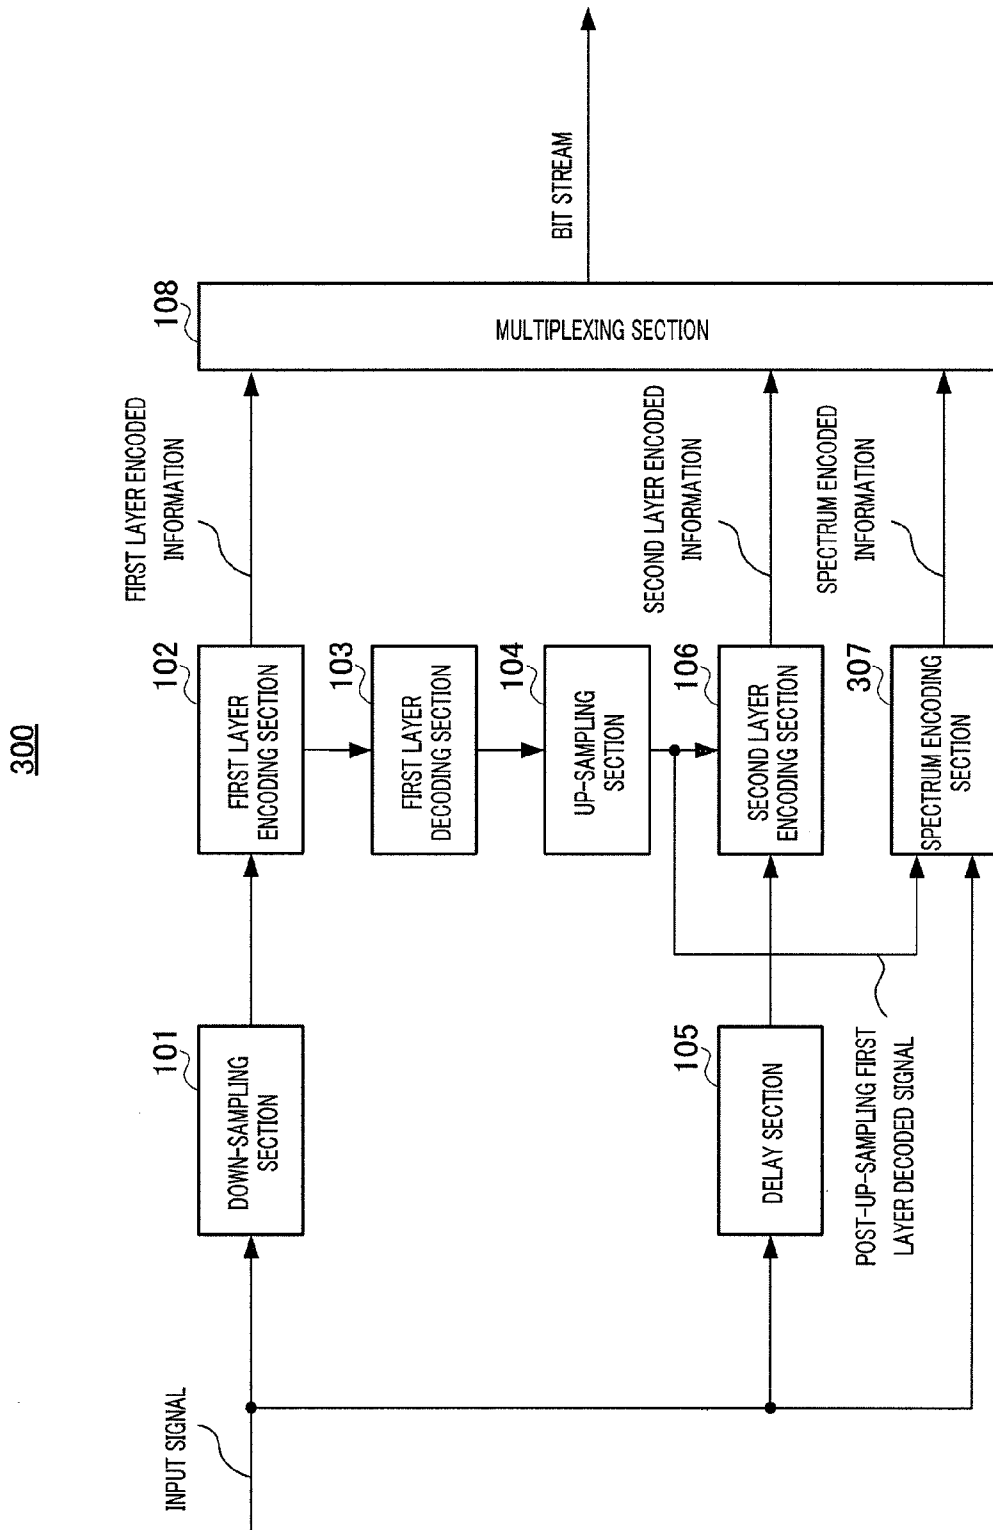 300
INPUT SIGNAL
101
DOWN-SAMPLING
SECTION
102
FIRST LAYER
ENCODING SECTION
FIRST LAYER ENCODED
INFORMATION
108
MULTIPLEXING SECTION
BIT STREAM
103
FIRST LAYER
DECODING SECTION
104
UP-SAMPLING
SECTION
105
DELAY SECTION
106
SECOND LAYER
ENCODING SECTION
SECOND LAYER ENCODED
INFORMATION
POST-UP-SAMPLING FIRST
LAYER DECODED SIGNAL
307
SPECTRUM ENCODING
SECTION
SPECTRUM ENCODED
INFORMATION